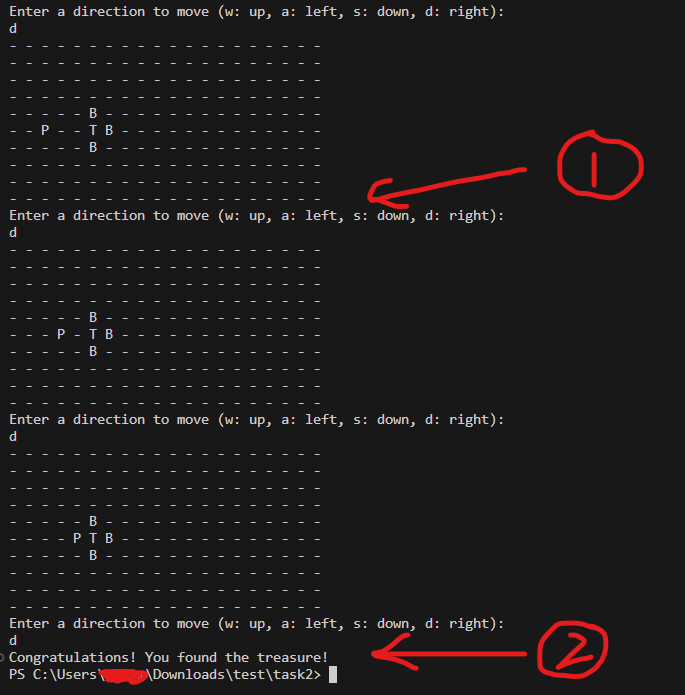 Enter a direction to move (w: up, a: left, s: down, d: right):
d
- - - - - - - - - - - - - - - - - - - -
- - - - - - - - - - - - - - - - - - - -
- - - - - - - - - - - - - - - - - - - -
- - - - - - - - - - - - - - - - - - - -
- - - - - B - - - - - - - - - - - - - -
- - P - - T B - - - - - - - - - - - - -
- - - - - B - - - - - - - - - - - - - -
- - - - - - - - - - - - - - - - - - - -
- - - - - - - - - - - - - - - - - - - -
- - - - - - - - - - - - - - - - - - - -
1
Enter a direction to move (w: up, a: left, s: down, d: right):
d
- - - - - - - - - - - - - - - - - - - -
- - - - - - - - - - - - - - - - - - - -
- - - - - - - - - - - - - - - - - - - -
- - - - - - - - - - - - - - - - - - - -
- - - - - B - - - - - - - - - - - - - -
- - - P - T B - - - - - - - - - - - - -
- - - - - B - - - - - - - - - - - - - -
- - - - - - - - - - - - - - - - - - - -
- - - - - - - - - - - - - - - - - - - -
- - - - - - - - - - - - - - - - - - - -
Enter a direction to move (w: up, a: left, s: down, d: right):
d
- - - - - - - - - - - - - - - - - - - -
- - - - - - - - - - - - - - - - - - - -
- - - - - - - - - - - - - - - - - - - -
- - - - - - - - - - - - - - - - - - - -
- - - - - B - - - - - - - - - - - - - -
- - - - P T B - - - - - - - - - - - - -
- - - - - B - - - - - - - - - - - - - -
- - - - - - - - - - - - - - - - - - - -
- - - - - - - - - - - - - - - - - - - -
- - - - - - - - - - - - - - - - - - - -
Enter a direction to move (w: up, a: left, s: down, d: right):
d
Congratulations! You found the treasure!
2
PS C:\Users\ \Downloads\test\task2>